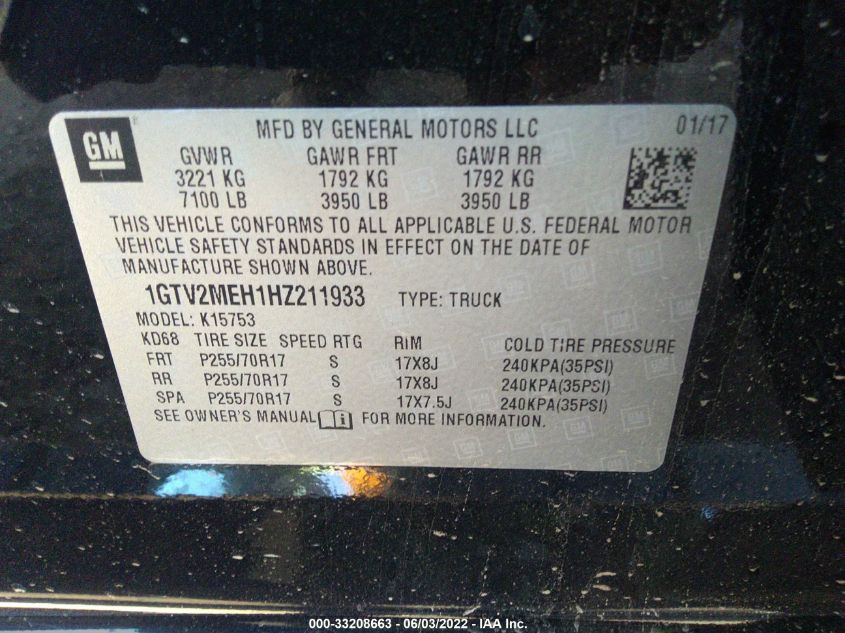 GM
MFD BY GENERAL MOTORS LLC 01/17
GVWR GAWR FRT GAWR RR
3221 KG 1792 KG 1792 KG
7100 LB 3950 LB 3950 LB
THIS VEHICLE CONFORMS TO ALL APPLICABLE U.S. FEDERAL MOTOR
VEHICLE SAFETY STANDARDS IN EFFECT ON THE DATE OF
MANUFACTURE SHOWN ABOVE.
1GTV2MEH1HZ211933 TYPE: TRUCK
MODEL: K15753
KD68 TIRE SIZE SPEED RTG RIM COLD TIRE PRESSURE
FRT P255/70R17 S 17X8J 240KPA(35PSI)
RR P255/70R17 S 17X8J 240KPA(35PSI)
SPA P255/70R17 S 17X7.5J 240KPA(35PSI)
SEE OWNER'S MANUAL FOR MORE INFORMATION.
000-33208663 - 06/03/2022 - IAA Inc.